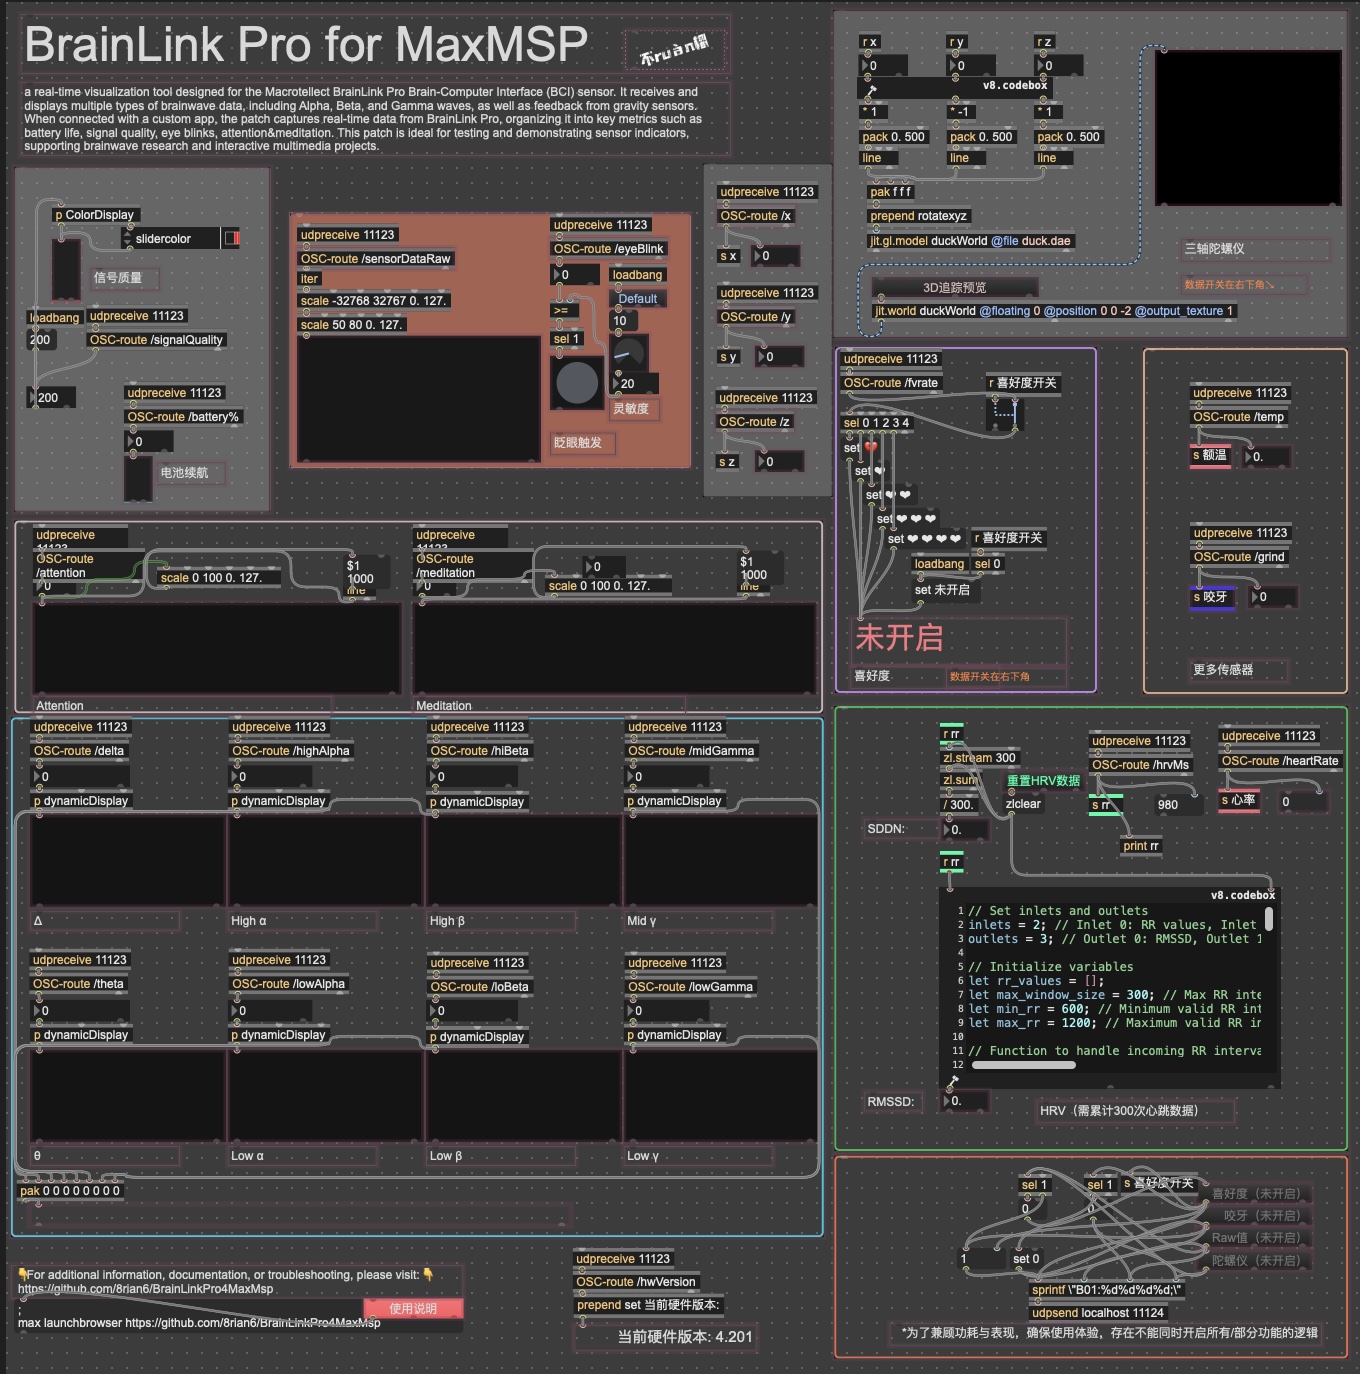 BrainLink Pro for MaxMSP
a real-time visualization tool designed for the Macrotellect BrainLink Pro Brain-Computer Interface (BCI) sensor. It receives and
displays multiple types of brainwave data, including Alpha, Beta, and Gamma waves, as well as feedback from gravity sensors.
When connected with a custom app, the patch captures real-time data from BrainLink Pro, organizing it into key metrics such as
battery life, signal quality, eye blinks, attention&meditation. This patch is ideal for testing and demonstrating sensor indicators,
supporting brainwave research and interactive multimedia projects.
p ColorDisplay
slidercolor
信号质量
loadbang
udpreceive 11123
200
OSC-route /signalQuality
200
udpreceive 11123
OSC-route /battery%
0
电池续航
udpreceive 11123
OSC-route /sensorDataRaw
iter
scale -32768 32767 0. 127.
scale 50 80 0. 127.
udpreceive 11123
OSC-route /eyeBlink
0
loadbang
Default
>=
10
sel 1
20
灵敏度
眨眼触发
udpreceive 11123
OSC-route /x
s x
0
udpreceive 11123
OSC-route /y
s y
0
udpreceive 11123
OSC-route /z
s z
0
r x
r y
r z
0
0
0
v8.codebox
* 1
* -1
* 1
pack 0. 500
pack 0. 500
pack 0. 500
line
line
line
pak f f f
prepend rotatexyz
jit.gl.model duckWorld @file duck.dae
三轴陀螺仪
3D追踪预览
数据开关在右下角↘
jit.world duckWorld @floating 0 @position 0 0 -2 @output_texture 1
udpreceive 11123
OSC-route /fvrate
r 喜好度开关
sel 0 1 2 3 4
set 💔
set ❤
set ❤ ❤
set ❤ ❤ ❤
set ❤ ❤ ❤ ❤
r 喜好度开关
loadbang
sel 0
set 未开启
未开启
喜好度
数据开关在右下角
udpreceive 11123
OSC-route /temp
s 额温
0.
udpreceive 11123
OSC-route /grind
s 咬牙
0
更多传感器
udpreceive
OSC-route
/attention
0
scale 0 100 0. 127.
$1
1000
line
Attention
udpreceive
OSC-route
/meditation
0
0
scale 0 100 0. 127.
$1
1000
line
Meditation
udpreceive 11123
udpreceive 11123
udpreceive 11123
udpreceive 11123
OSC-route /delta
OSC-route /highAlpha
OSC-route /hiBeta
OSC-route /midGamma
0
0
0
0
p dynamicDisplay
p dynamicDisplay
p dynamicDisplay
p dynamicDisplay
Δ
High α
High β
Mid γ
udpreceive 11123
udpreceive 11123
udpreceive 11123
udpreceive 11123
OSC-route /theta
OSC-route /lowAlpha
OSC-route /loBeta
OSC-route /lowGamma
0
0
0
0
p dynamicDisplay
p dynamicDisplay
p dynamicDisplay
p dynamicDisplay
θ
Low α
Low β
Low γ
pak 0 0 0 0 0 0 0 0
r rr
zl.stream 300
zl.sum
/ 300.
SDDN:
0.
重置HRV数据
zlclear
udpreceive 11123
OSC-route /hrvMs
s rr
980
print rr
udpreceive 11123
OSC-route /heartRate
s 心率
0
r rr
v8.codebox
1 // Set inlets and outlets
2 inlets = 2; // Inlet 0: RR values, Inlet
3 outlets = 3; // Outlet 0: RMSSD, Outlet 1
4
5 // Initialize variables
6 let rr_values = [];
7 let max_window_size = 300; // Max RR inte
8 let min_rr = 600; // Minimum valid RR int
9 let max_rr = 1200; // Maximum valid RR in
10
11 // Function to handle incoming RR interva
12
RMSSD:
0.
HRV（需累计300次心跳数据）
sel 1
sel 1
s 喜好度开关
0
0
喜好度（未开启）
咬牙（未开启）
Raw值（未开启）
陀螺仪（未开启）
1
set 0
sprintf \"B01:%d%d%d%d;\"
udpsend localhost 11124
*为了兼顾功耗与表现，确保使用体验，存在不能同时开启所有/部分功能的逻辑
👇For additional information, documentation, or troubleshooting, please visit: 👇
https://github.com/8rian6/BrainLinkPro4MaxMsp
使用说明
;
max launchbrowser https://github.com/8rian6/BrainLinkPro4MaxMsp
udpreceive 11123
OSC-route /hwVersion
prepend set 当前硬件版本:
当前硬件版本: 4.201